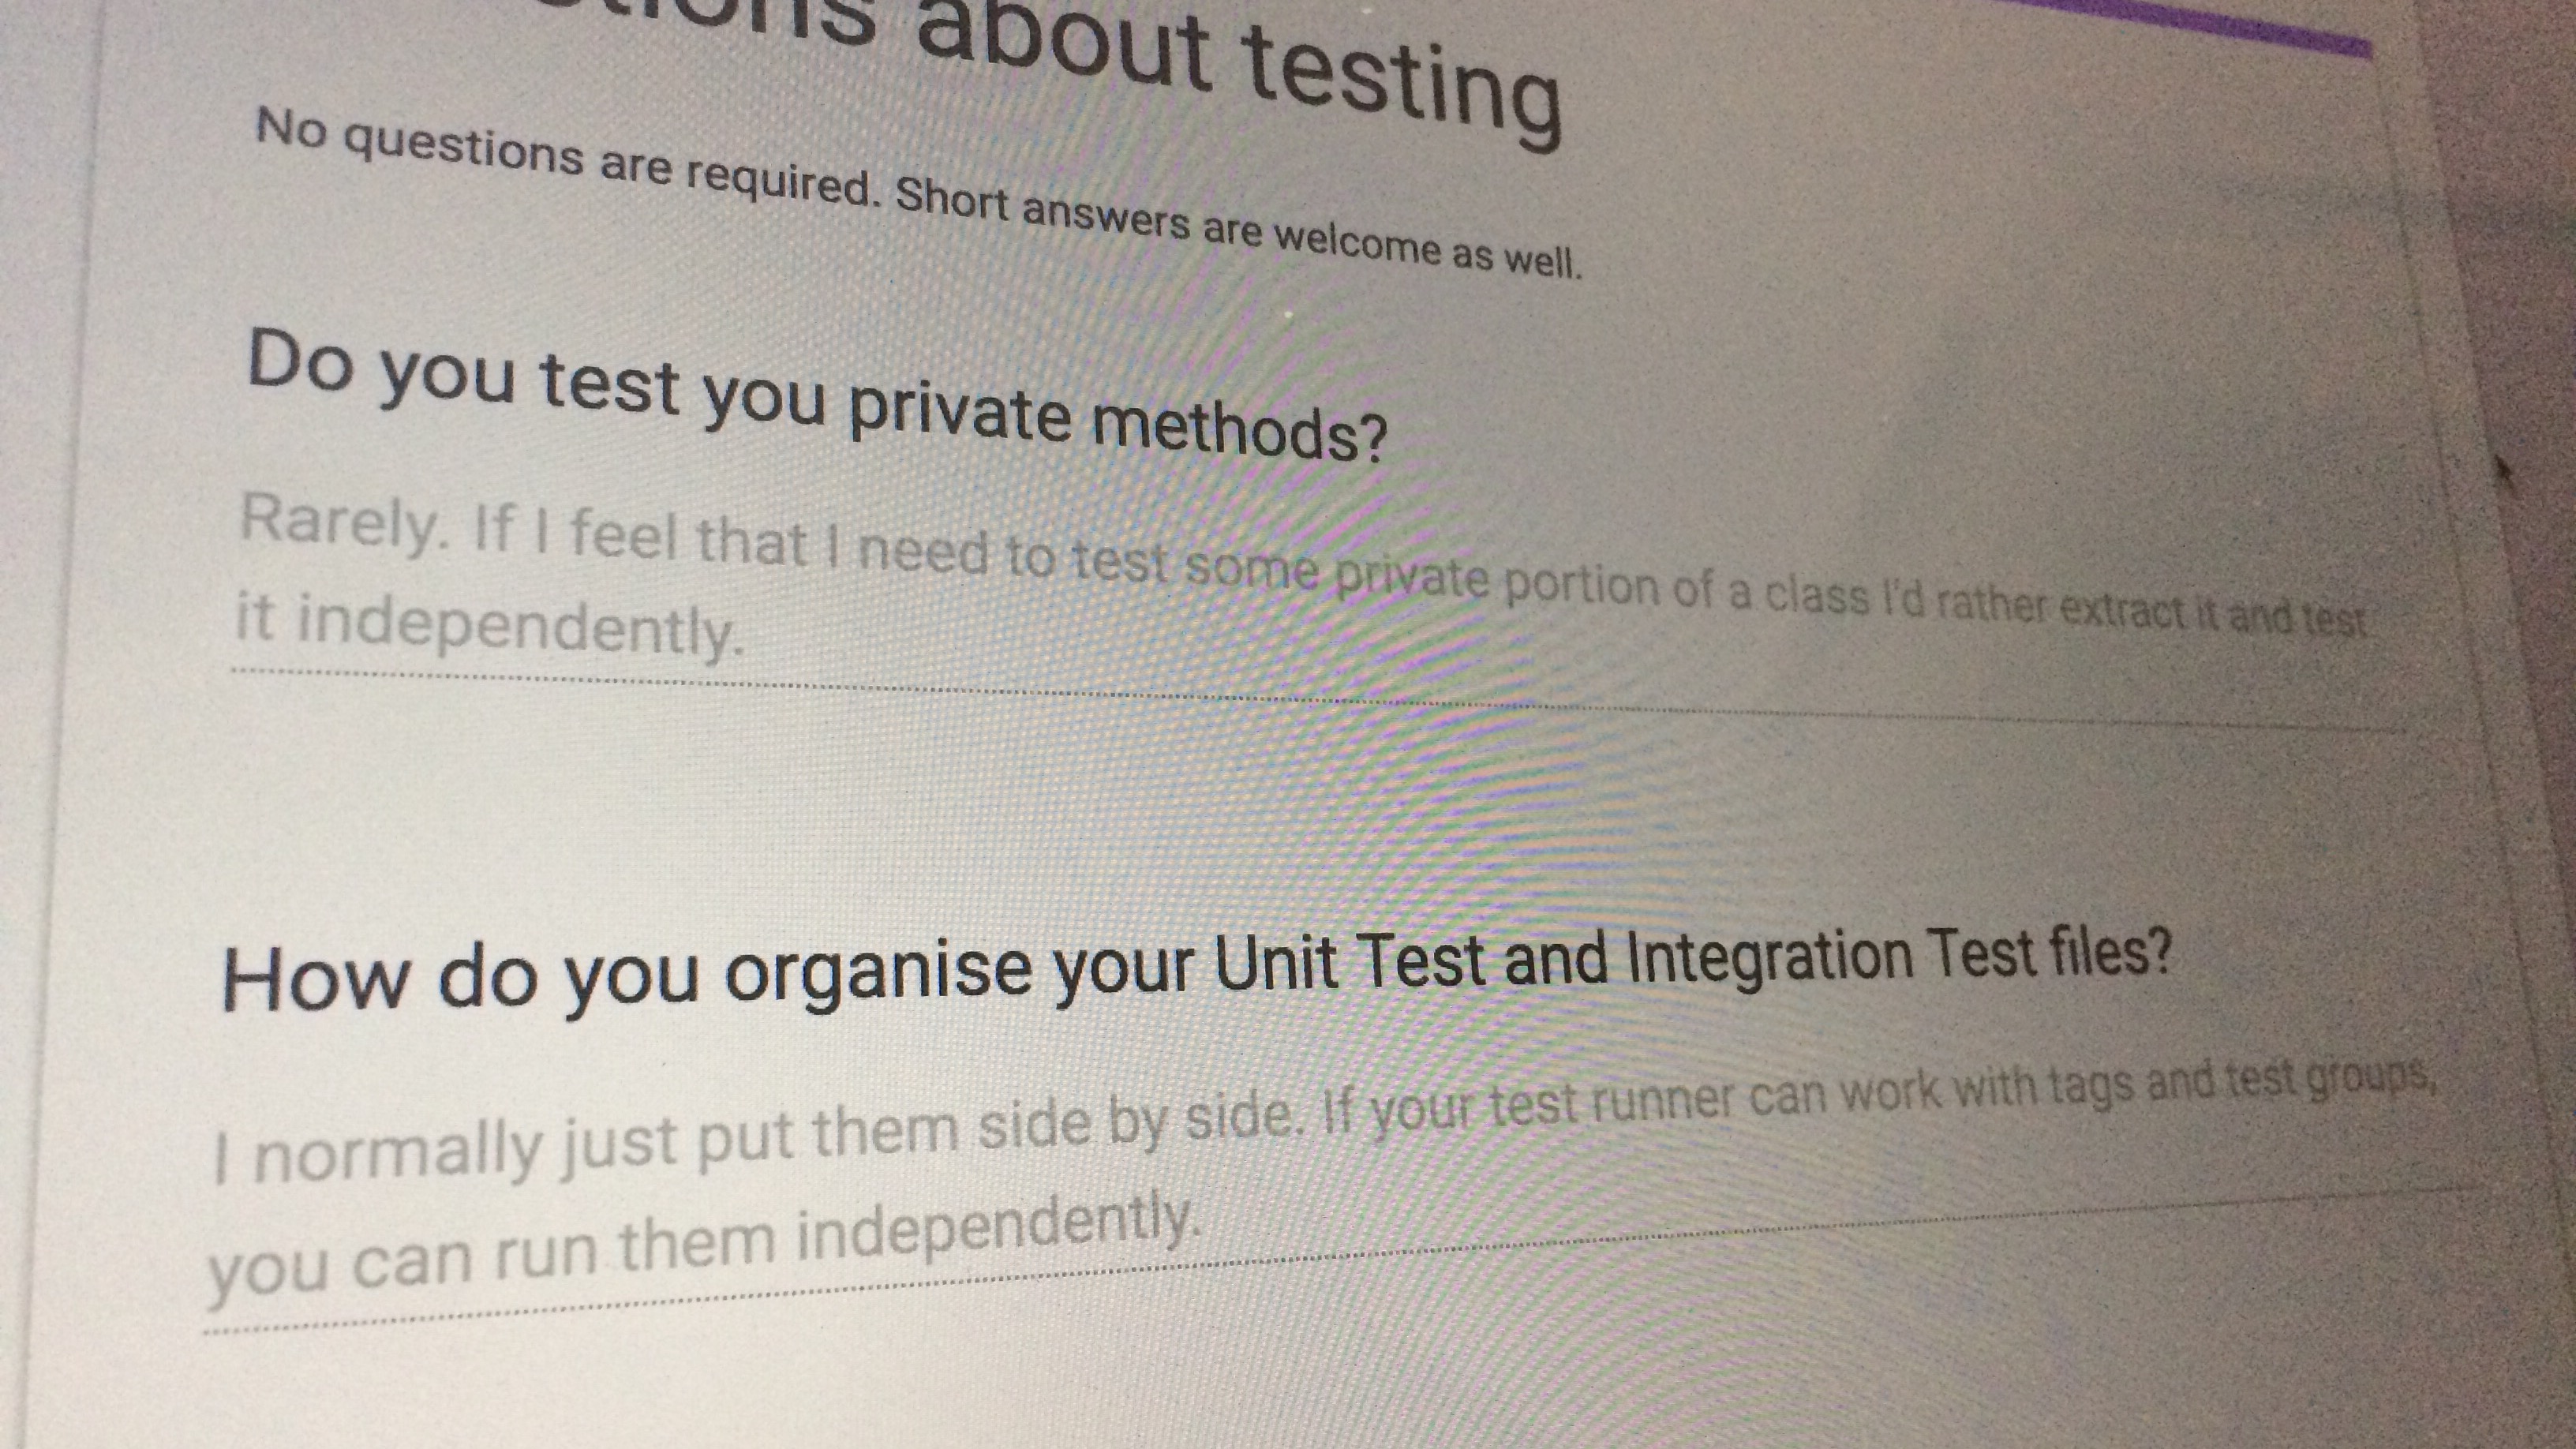 about testing
No questions are required. Short answers are welcome as well.
Do you test you private methods?
Rarely. If I feel that I need to test some private portion of a class I'd rather extract it and test
it independently.
How do you organise your Unit Test and Integration Test files?
I normally just put them side by side. If your test runner can work with tags and test groups,
you can run them independently.